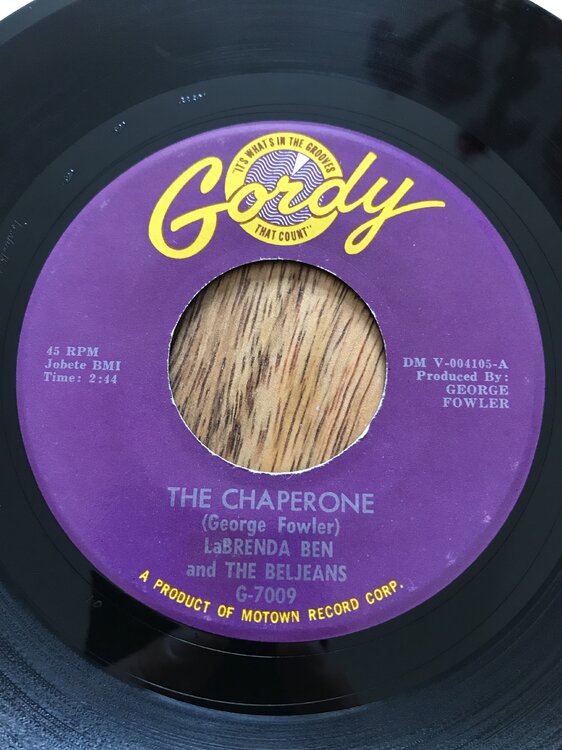 "IT'S WHAT'S IN THE GROOVES
Gordy
THAT COUNT"
45 RPM
Jobete BMI
Time: 2:44
DM V-004105-A
Produced By:
GEORGE
FOWLER
THE CHAPERONE
(George Fowler)
LaBRENDA BEN
and THE BELJEANS
G-7009
A PRODUCT OF MOTOWN RECORD CORP.